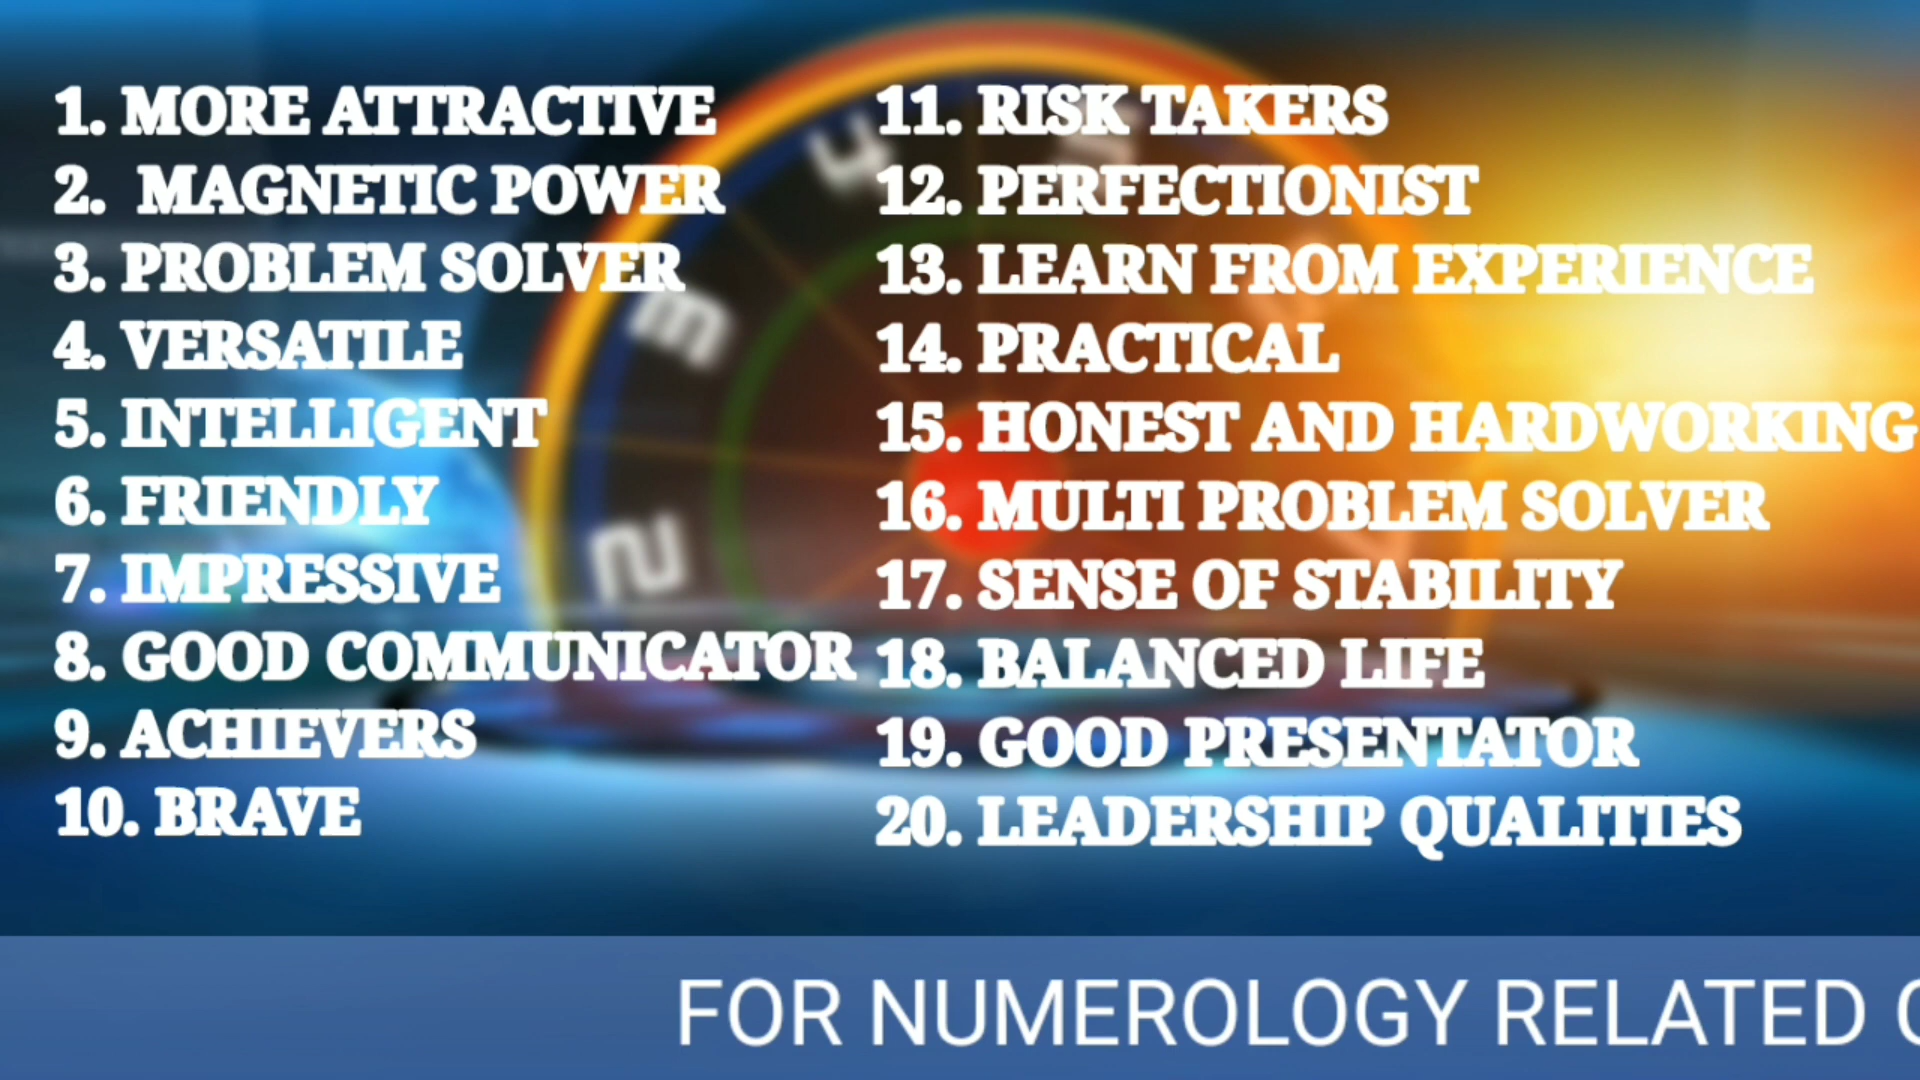 1. MORE ATTRACTIVE
2. MAGNETIC POWER
3. PROBLEM SOLVER
4. VERSATILE
5. INTELLIGENT
6. FRIENDLY
7. IMPRESSIVE
8. GOOD COMMUNICATOR
9. ACHIEVERS
10. BRAVE
11. RISK TAKERS
12. PERFECTIONIST
13. LEARN FROM EXPERIENCE
14. PRACTICAL
15. HONEST AND HARDWORKING
16. MULTI PROBLEM SOLVER
17. SENSE OF STABILITY
18. BALANCED LIFE
19. GOOD PRESENTATOR
20. LEADERSHIP QUALITIES
FOR NUMEROLOGY RELATED